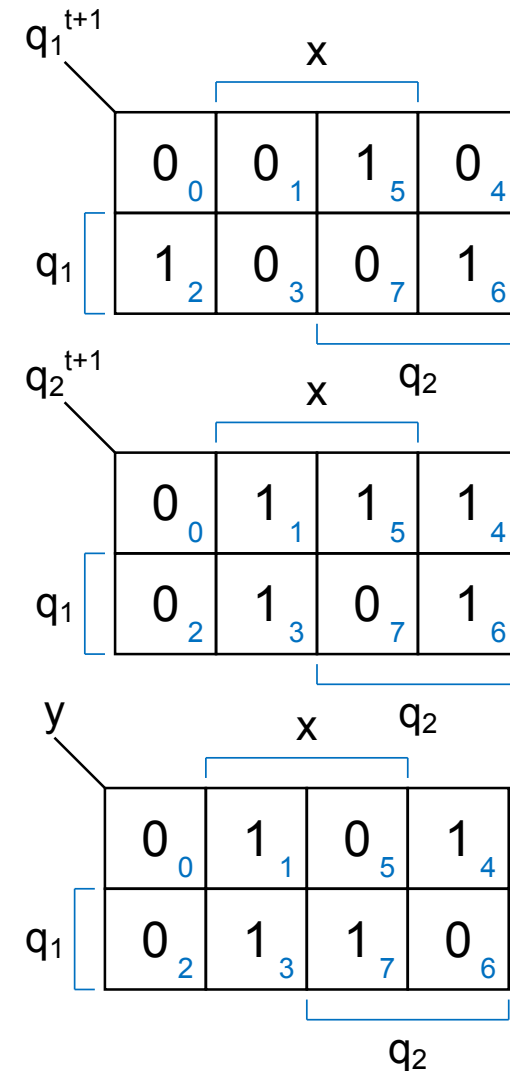 q₁ᵗ⁺¹
x
0 0 0 1 1 5 0 4
q₁ 1 2 0 3 0 7 1 6
q₂
q₂ᵗ⁺¹
x
0 0 1 1 1 5 1 4
q₁ 0 2 1 3 0 7 1 6
q₂
y
x
0 0 1 1 0 5 1 4
q₁ 0 2 1 3 1 7 0 6
q₂